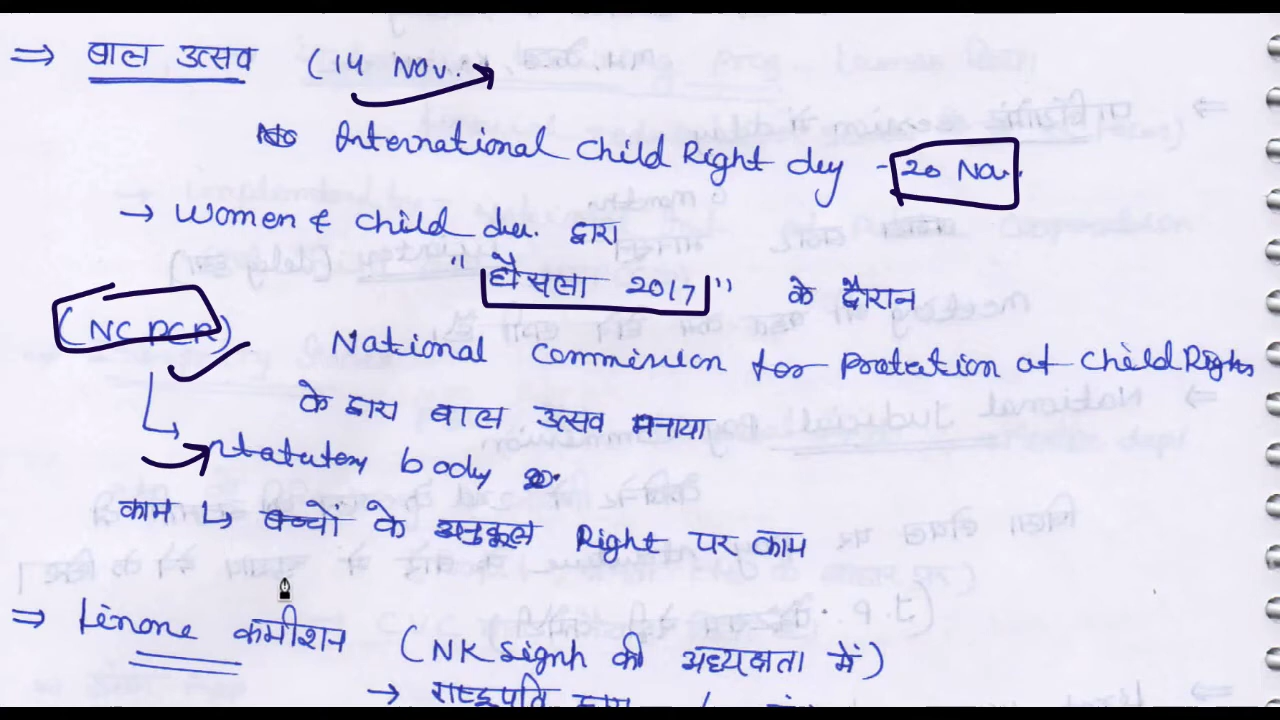 ⇒ बाल उत्सव (14 Nov.
International Child Right day - 20 Nov.
→ Women & child dev. द्वारा
"हौसला 2017" के दौरान
(NCPCR) National Commission for Protection of Child Rights
के द्वारा बाल उत्सव मनाया
Statutory body
काम ↳ बच्चों के अनुकूल Right पर काम
⇒ कमीशन (NK Signh की अध्यक्षता में)
→ राष्ट्रपति